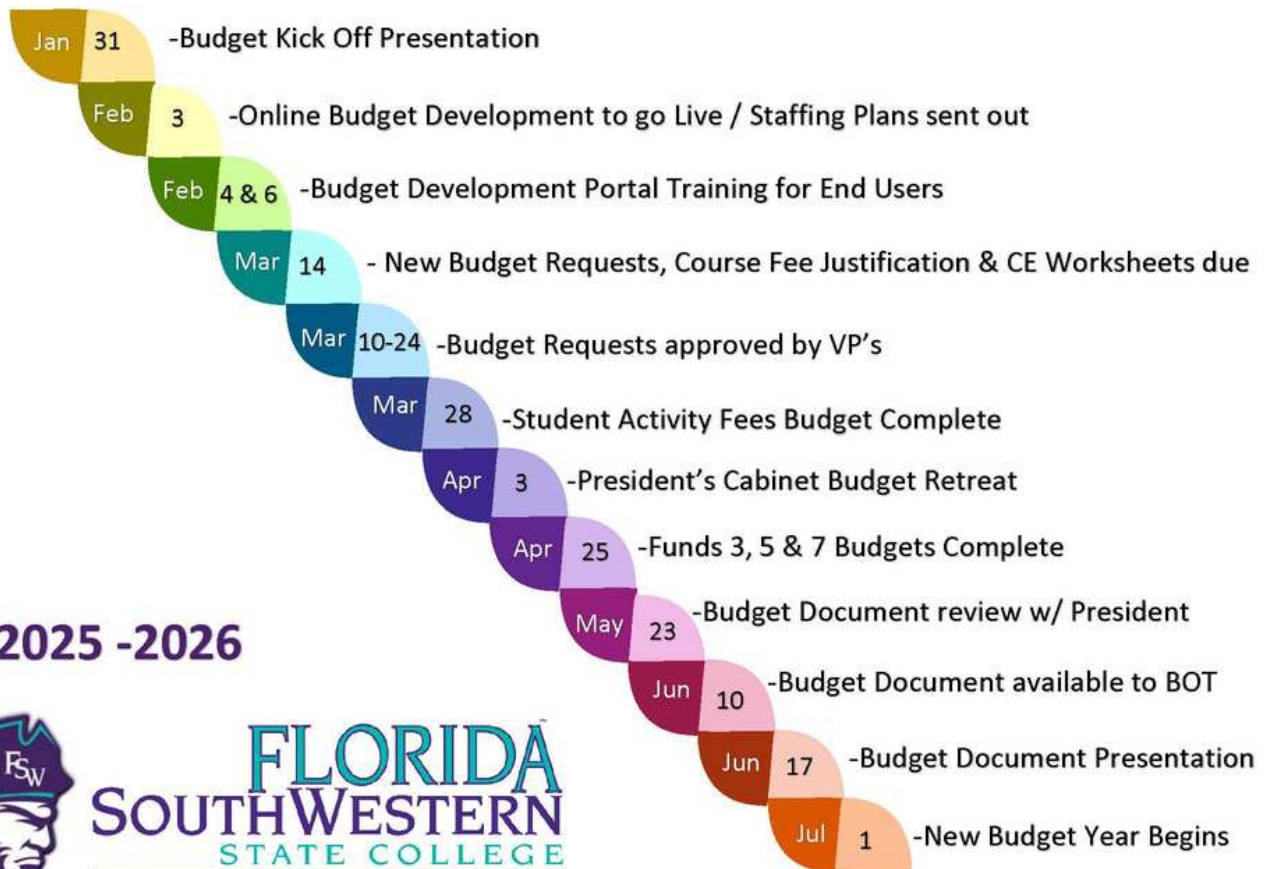 Jan 31 -Budget Kick Off Presentation
Feb 3 -Online Budget Development to go Live / Staffing Plans sent out
Feb 4 & 6 -Budget Development Portal Training for End Users
Mar 14 - New Budget Requests, Course Fee Justification & CE Worksheets due
Mar 10-24 -Budget Requests approved by VP's
Mar 28 -Student Activity Fees Budget Complete
Apr 3 -President's Cabinet Budget Retreat
Apr 25 -Funds 3, 5 & 7 Budgets Complete
May 23 -Budget Document review w/ President
Jun 10 -Budget Document available to BOT
Jun 17 -Budget Document Presentation
Jul 1 -New Budget Year Begins
2025 -2026
FSW
FLORIDA
SOUTHWESTERN
STATE COLLEGE